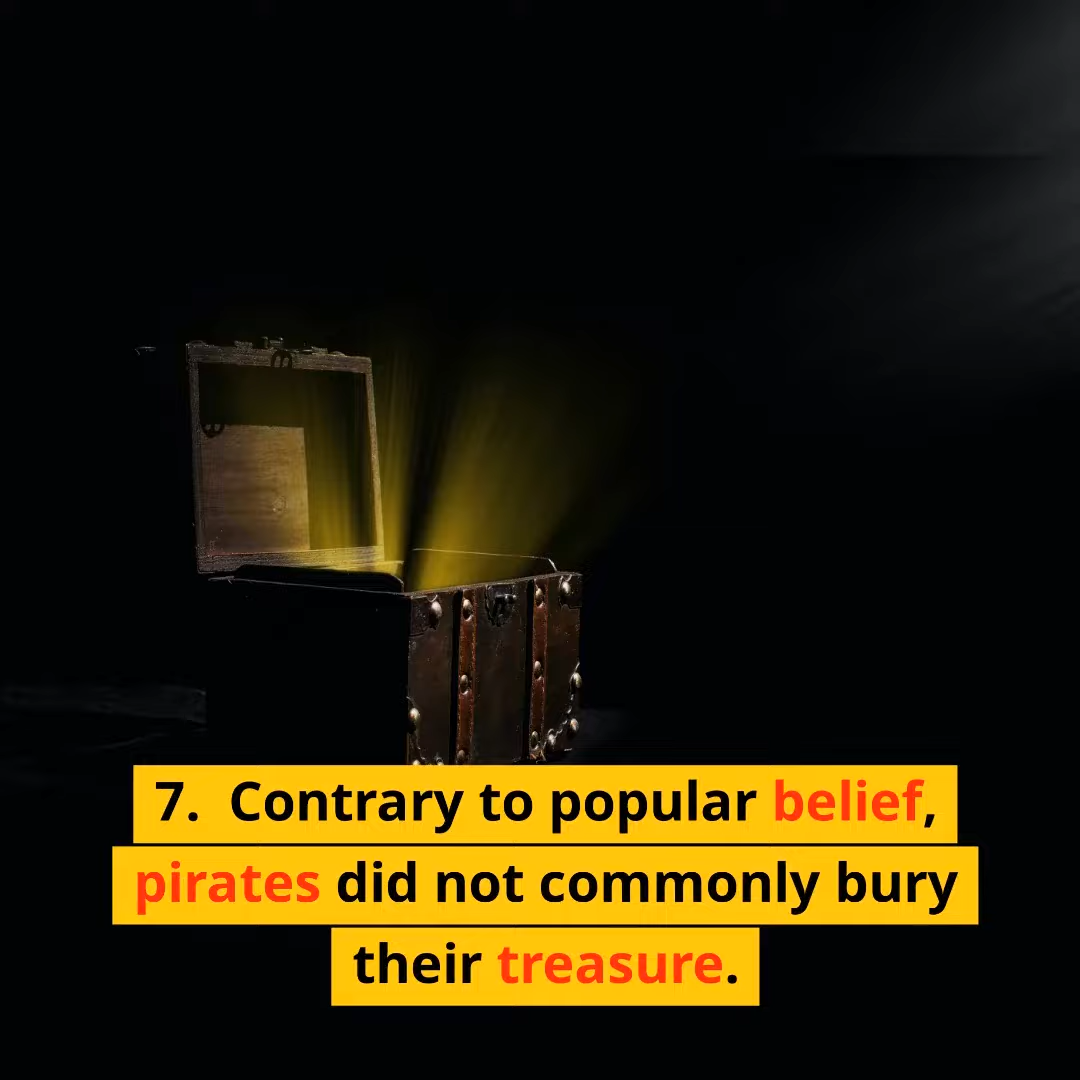 7.  Contrary to popular belief,
pirates did not commonly bury
their treasure.